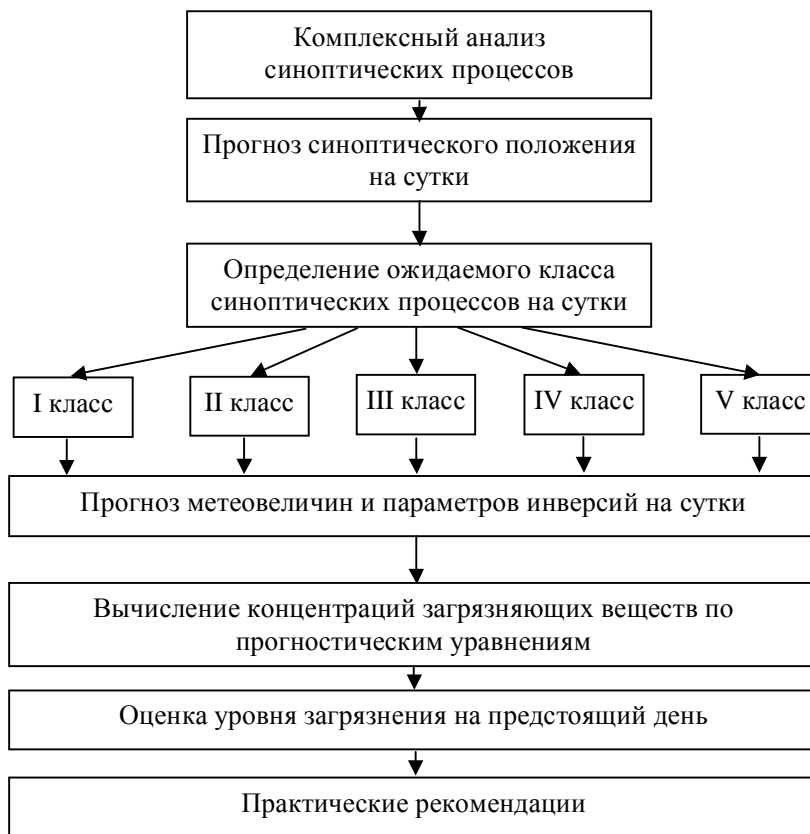 Комплексный анализ
синоптических процессов
Прогноз синоптического положения
на сутки
Определение ожидаемого класса
синоптических процессов на сутки
I класс
II класс
III класс
IV класс
V класс
Прогноз метеовеличин и параметров инверсий на сутки
Вычисление концентраций загрязняющих веществ по
прогностическим уравнениям
Оценка уровня загрязнения на предстоящий день
Практические рекомендации